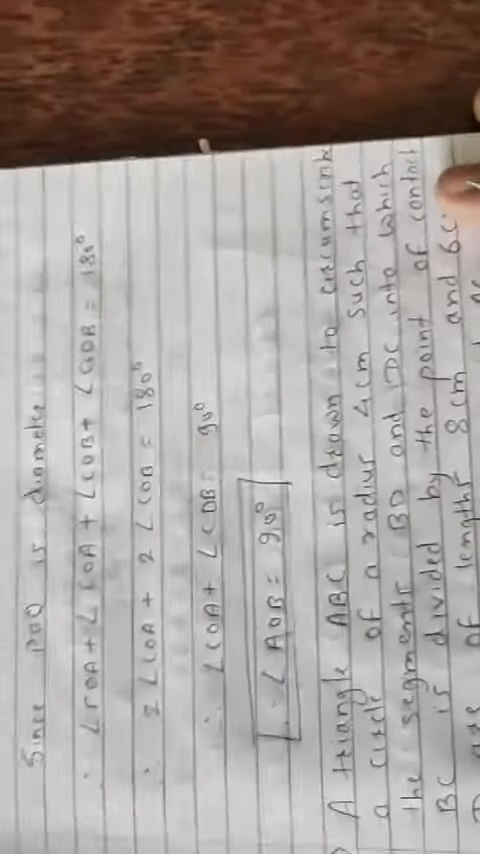 Since POQ is diameter
∴ ∠POA + ∠COA + ∠COB + ∠QOB = 180°
∴ 2∠COA + 2∠COB = 180°
∴ ∠COA + ∠COB = 90°
∴ ∠AOB = 90°
A triangle ABC is drawn to circumscribe
a circle of a radius 4cm such that
the segments BD and DC into which
BC is divided by the point of contact
of lengths 8cm and 6c